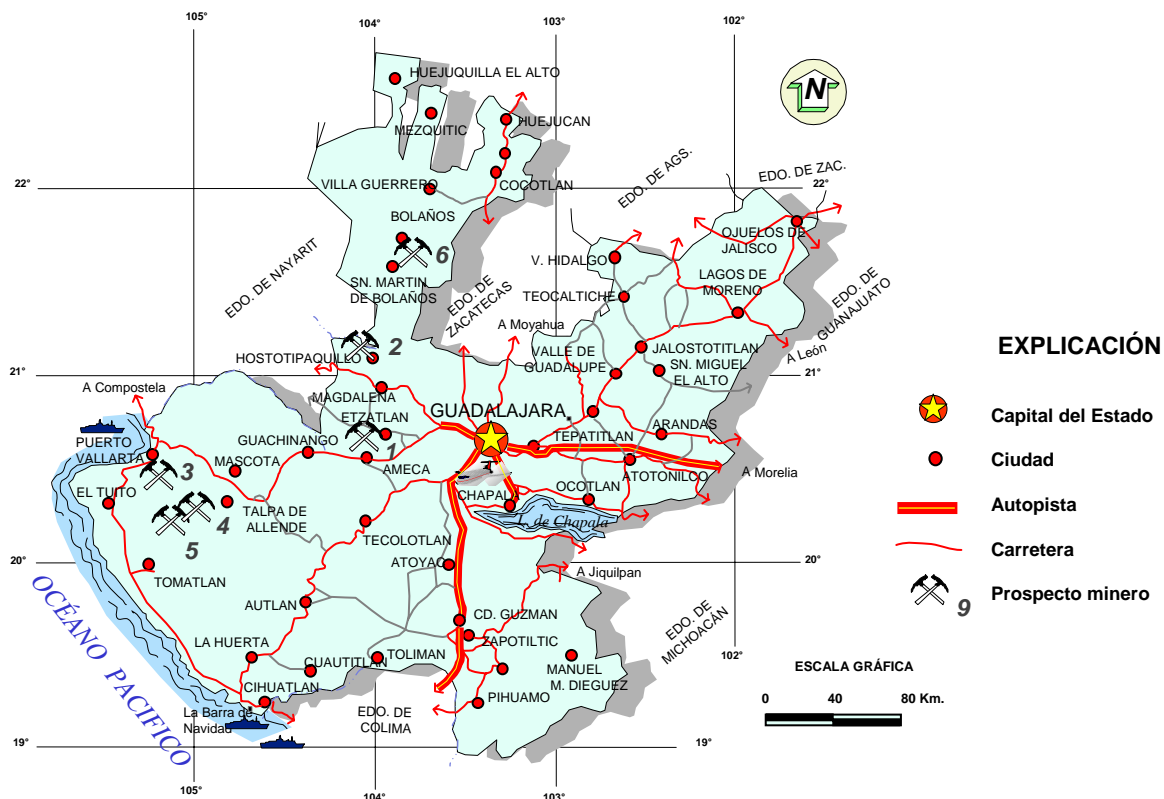 105°
104°
103°
102°
HUEJUQUILLA EL ALTO
N
MEZQUITIC
HUEJUCAN
EDO. DE AGS.
EDO. DE ZAC.
22°
VILLA GUERRERO
COCOTLAN
22°
BOLAÑOS
6
OJUELOS DE
JALISCO
EDO. DE NAYARIT
V. HIDALGO
SN. MARTIN
DE BOLAÑOS
EDO. DE
ZACATECAS
TEOCALTICHE
LAGOS DE
MORENO
EDO. DE
GUANAJUATO
A Moyahua
2
HOSTOTIPAQUILLO
VALLE DE
GUADALUPE
JALOSTOTITLAN
SN. MIGUEL
EL ALTO
A León
EXPLICACIÓN
21°
21°
A Compostela
MAGDALENA
ETZATLAN
GUADALAJARA.
Capital del Estado
PUERTO
VALLARTA
GUACHINANGO
1
TEPATITLAN
ARANDAS
MASCOTA
AMECA
ATOTONILCO
A Morelia
Ciudad
3
EL TUITO
4
TALPA DE
ALLENDE
CHAPALA
OCOTLAN
L. de Chapala
Autopista
5
TECOLOTLAN
20°
ATOYAC
20°
Carretera
TOMATLAN
A Jiquilpan
9
Prospecto minero
OCÉANO PACIFICO
AUTLAN
CD. GUZMAN
EDO. DE
MICHOACÁN
LA HUERTA
ZAPOTILTIC
102°
CUAUTITLAN
TOLIMAN
MANUEL
M. DIEGUEZ
ESCALA GRÁFICA
CIHUATLAN
PIHUAMO
0 40 80 Km.
La Barra de
Navidad
EDO. DE
COLIMA
19°
19°
105°
104°
103°